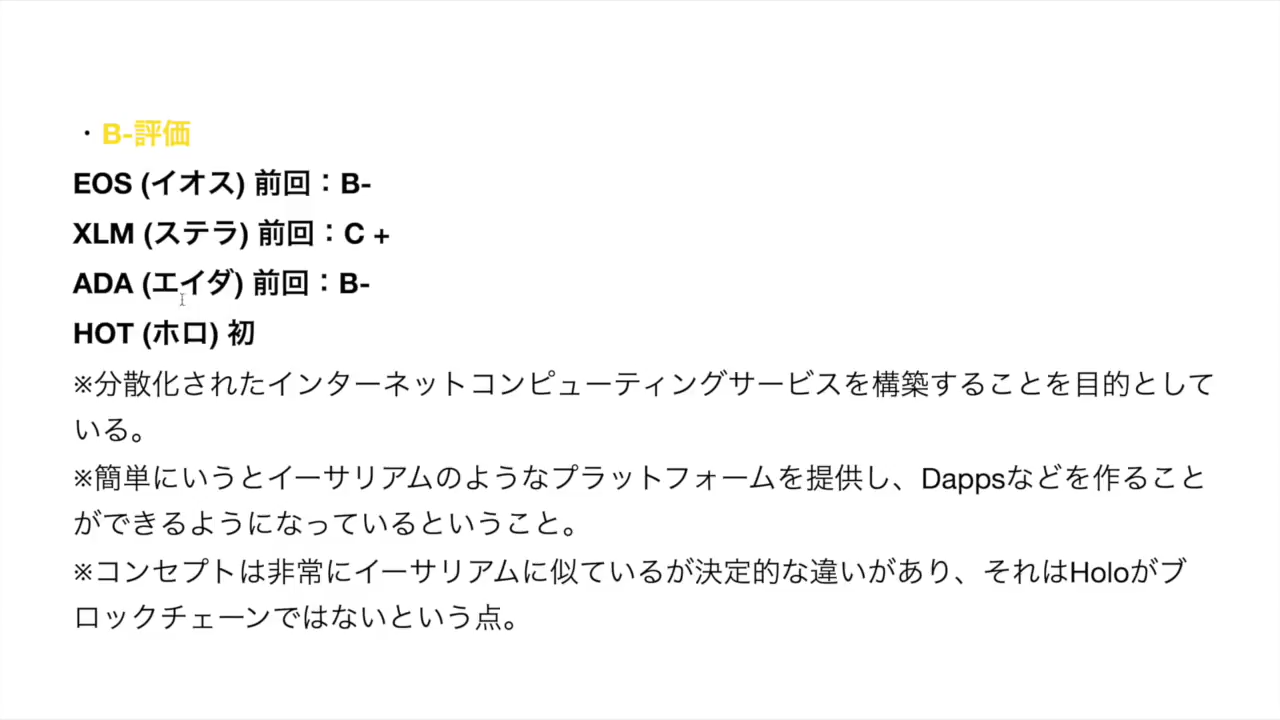 ・B-評価
EOS (イオス) 前回：B-
XLM (ステラ) 前回：C +
ADA (エイダ) 前回：B-
HOT (ホロ) 初
※分散化されたインターネットコンピューティングサービスを構築することを目的として
いる。
※簡単にいうとイーサリアムのようなプラットフォームを提供し、Dappsなどを作ること
ができるようになっているということ。
※コンセプトは非常にイーサリアムに似ているが決定的な違いがあり、それはHoloがブ
ロックチェーンではないという点。